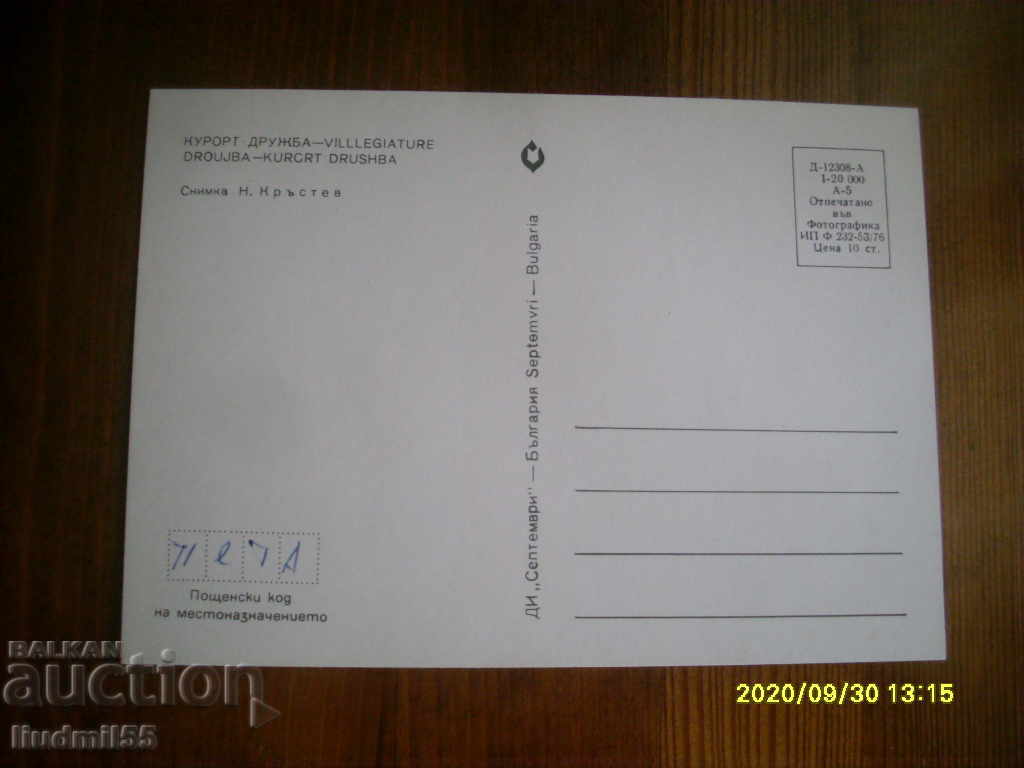 КУРОРТ ДРУЖБА—VILLLEGIATURE
DROUJBA—KURORT DRUSHBA
Снимка Н. Кръстев
Д-12308-А
1-20 000
А-5
Отпечатано
във
Фотографика
ИП Ф 232-53/76
Цена 10 ст.
ДИ „Септември" — България Septemvri — Bulgaria
Пощенски код
на местоназначението
BALKAN
auction
liudmil55
2020/09/30 13:15